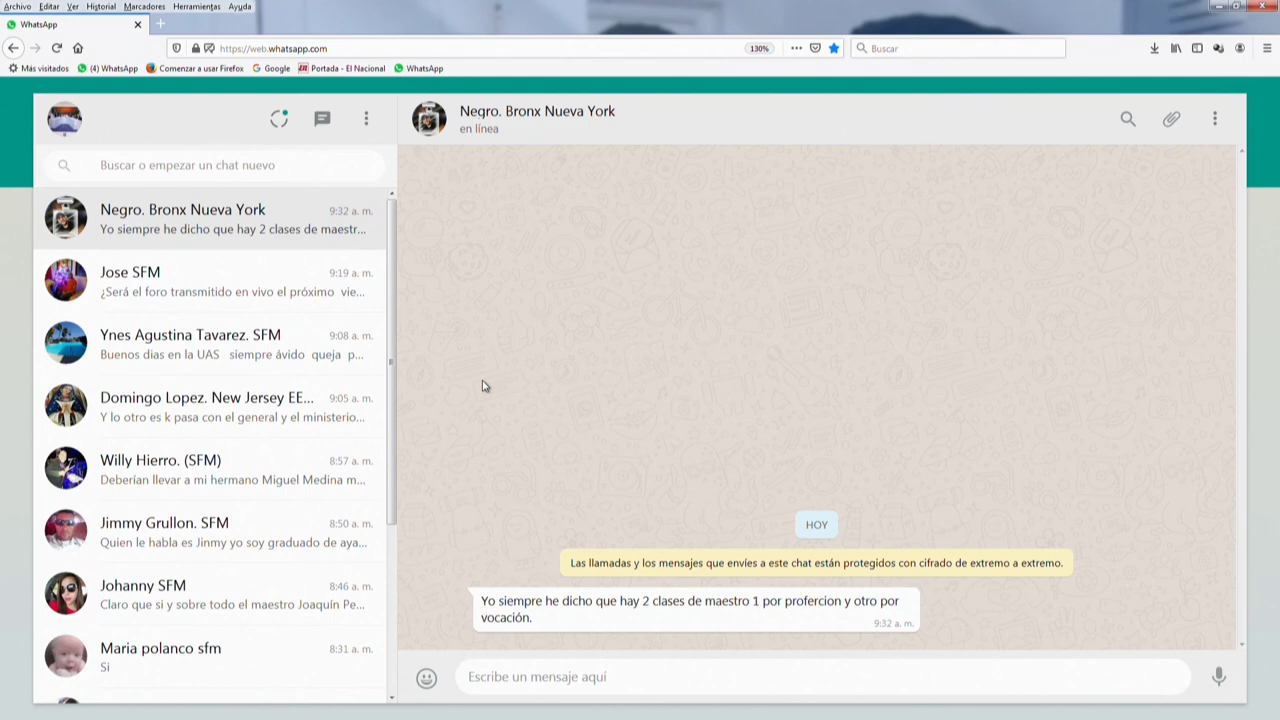 Archivo Editar Ver Historial Marcadores Herramientas Ayuda
WhatsApp
https://web.whatsapp.com
130%
Buscar
Más visitados (4) WhatsApp Comenzar a usar Firefox Google Portada - El Nacional WhatsApp
Buscar o empezar un chat nuevo
Negro. Bronx Nueva York 9:32 a. m.
Yo siempre he dicho que hay 2 clases de maestr...
Jose SFM 9:19 a. m.
¿Será el foro transmitido en vivo el próximo vie...
Ynes Agustina Tavarez. SFM 9:08 a. m.
Buenos dias en la UAS siempre ávido queja p...
Domingo Lopez. New Jersey EE... 9:05 a. m.
Y lo otro es k pasa con el general y el ministerio...
Willy Hierro. (SFM) 8:57 a. m.
Deberían llevar a mi hermano Miguel Medina m...
Jimmy Grullon. SFM 8:50 a. m.
Quien le habla es Jinmy yo soy graduado de aya...
Johanny SFM 8:46 a. m.
Claro que si y sobre todo el maestro Joaquín Pe...
Maria polanco sfm 8:31 a. m.
Si
Negro. Bronx Nueva York
en línea
HOY
Las llamadas y los mensajes que envíes a este chat están protegidos con cifrado de extremo a extremo.
Yo siempre he dicho que hay 2 clases de maestro 1 por profercion y otro por
vocación.
9:32 a. m.
Escribe un mensaje aquí